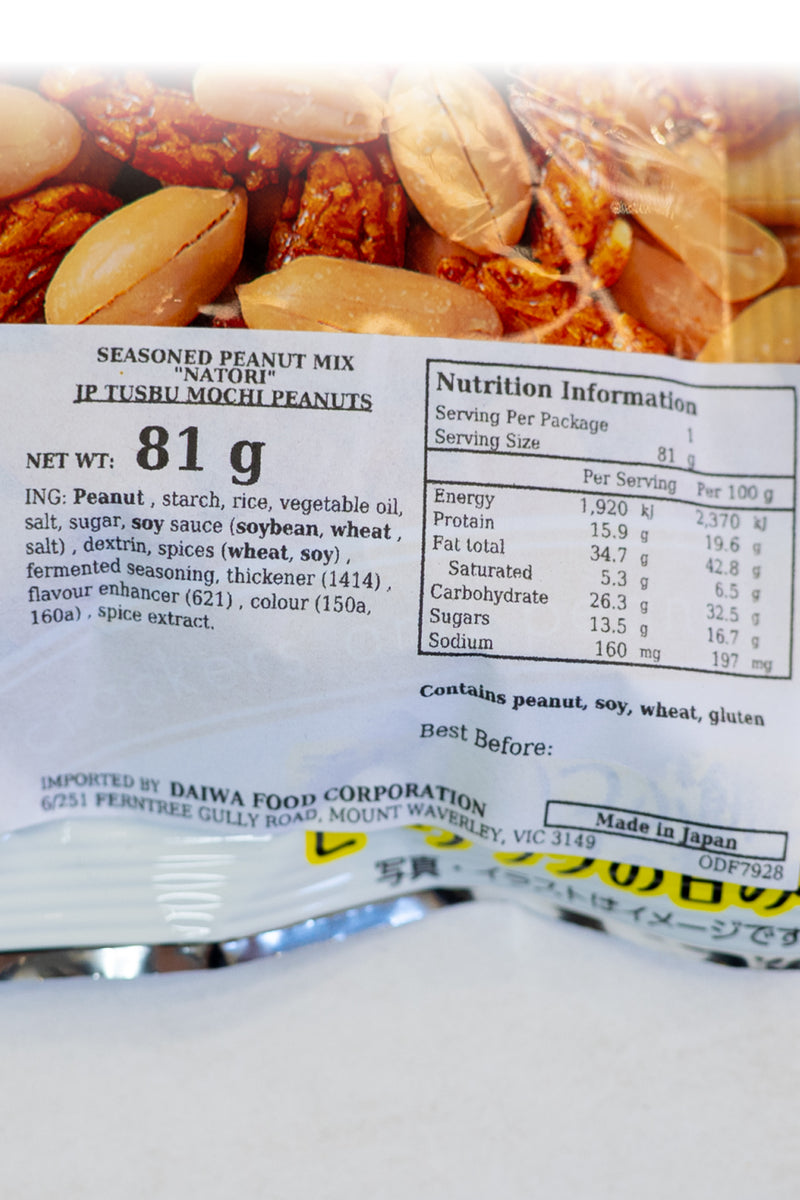 SEASONED PEANUT MIX
"NATORI"
JP TUSBU MOCHI PEANUTS
NET WT: 81 g
ING: Peanut , starch, rice, vegetable oil,
salt, sugar, soy sauce (soybean, wheat ,
salt) , dextrin, spices (wheat, soy) ,
fermented seasoning, thickener (1414) ,
flavour enhancer (621) , colour (150a,
160a) , spice extract.
IMPORTED BY DAIWA FOOD CORPORATION
6/251 FERNTREE GULLY ROAD, MOUNT WAVERLEY, VIC 3149
Nutrition Information
Serving Per Package 1
Serving Size 81 g
Per Serving Per 100 g
Energy 1,920 kJ 2,370 kJ
Protein 15.9 g 19.6 g
Fat total 34.7 g 42.8 g
Saturated 5.3 g 6.5 g
Carbohydrate 26.3 g 32.5 g
Sugars 13.5 g 16.7 g
Sodium 160 mg 197 mg
Contains peanut, soy, wheat, gluten
Best Before:
Made in Japan
ODF7928
の日の
写真・イラストはイメージです